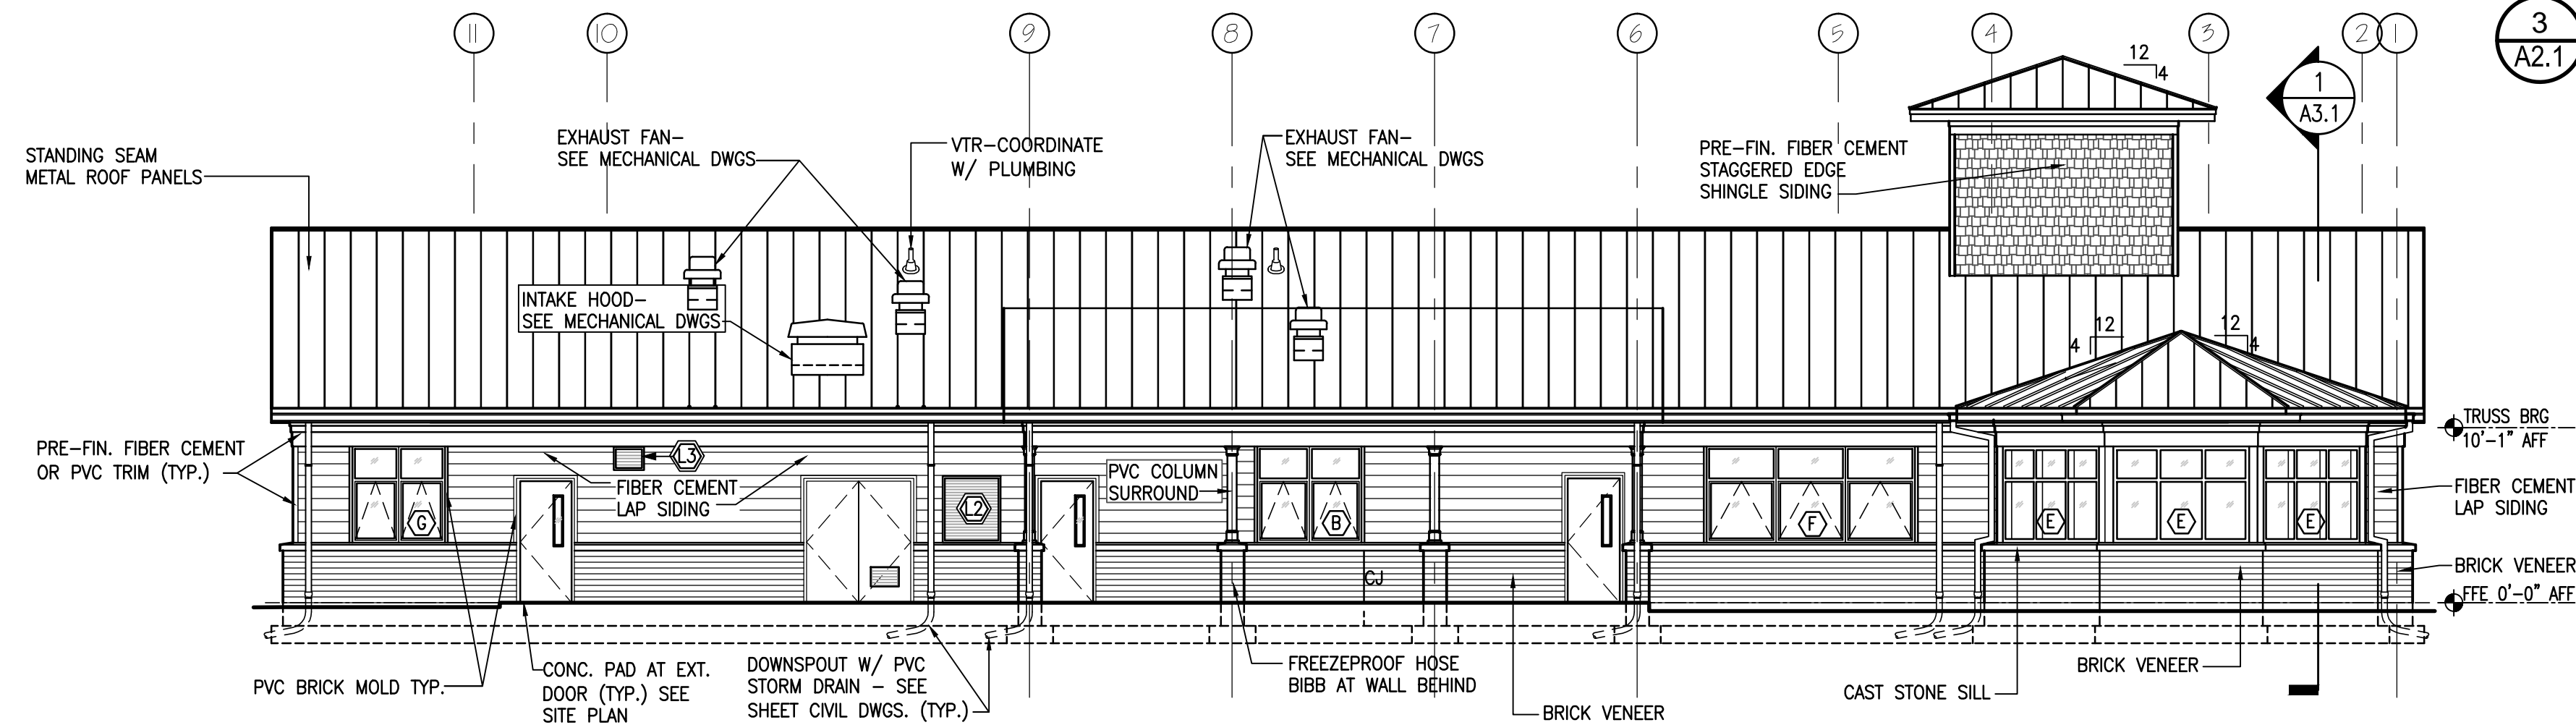 11
10
9
8
7
6
5
4
3
2
1
3
A2.1
12
4
1
A3.1
STANDING SEAM
METAL ROOF PANELS
EXHAUST FAN-
SEE MECHANICAL DWGS
VTR-COORDINATE
W/ PLUMBING
EXHAUST FAN-
SEE MECHANICAL DWGS
PRE-FIN. FIBER CEMENT
STAGGERED EDGE
SHINGLE SIDING
INTAKE HOOD-
SEE MECHANICAL DWGS
12
4
12
4
TRUSS BRG
10'-1" AFF
PRE-FIN. FIBER CEMENT
OR PVC TRIM (TYP.)
L3
FIBER CEMENT
LAP SIDING
PVC COLUMN
SURROUND
FIBER CEMENT
LAP SIDING
G
L2
B
F
E
E
E
CJ
BRICK VENEER
FFE 0'-0" AFF
PVC BRICK MOLD TYP.
CONC. PAD AT EXT.
DOOR (TYP.) SEE
SITE PLAN
DOWNSPOUT W/ PVC
STORM DRAIN - SEE
SHEET CIVIL DWGS. (TYP.)
FREEZEPROOF HOSE
BIBB AT WALL BEHIND
BRICK VENEER
CAST STONE SILL
BRICK VENEER